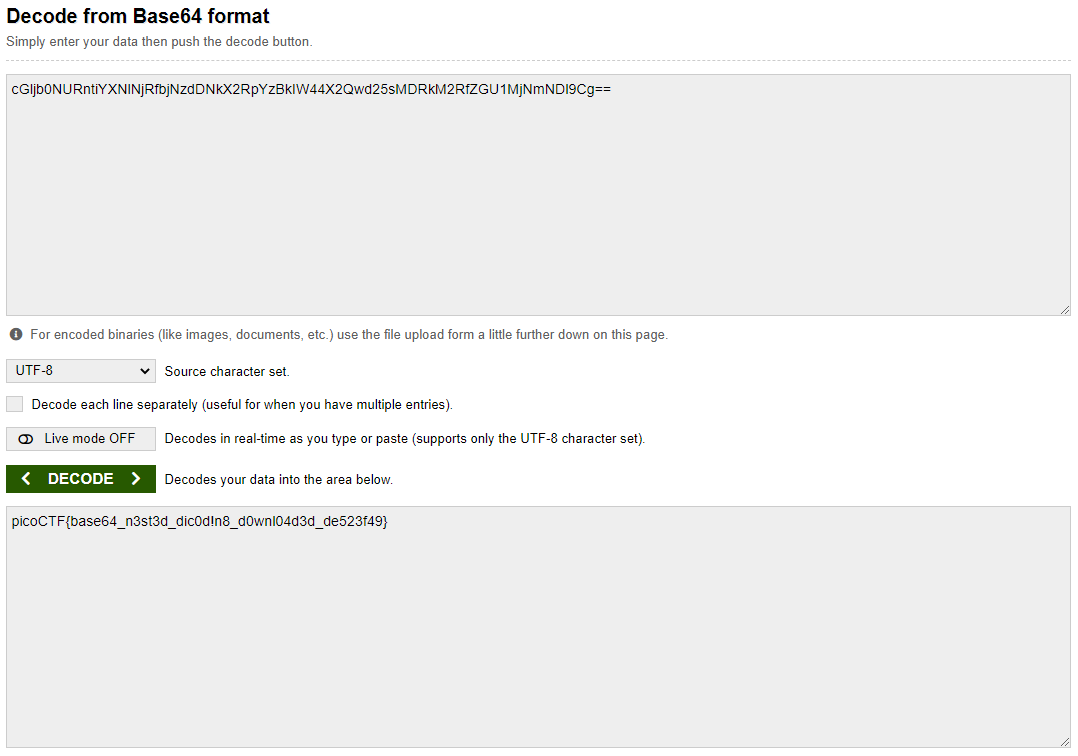 Decode from Base64 format
Simply enter your data then push the decode button.
cGljb0NURntiYXNlNjRfbjNzdDNkX2RpYzBkIW44X2Qwd25sMDRkM2RfZGU1MjNmNDl9Cg==
For encoded binaries (like images, documents, etc.) use the file upload form a little further down on this page.
UTF-8 Source character set.
Decode each line separately (useful for when you have multiple entries).
Live mode OFF Decodes in real-time as you type or paste (supports only the UTF-8 character set).
< DECODE > Decodes your data into the area below.
picoCTF{base64_n3st3d_dic0d!n8_d0wnl04d3d_de523f49}